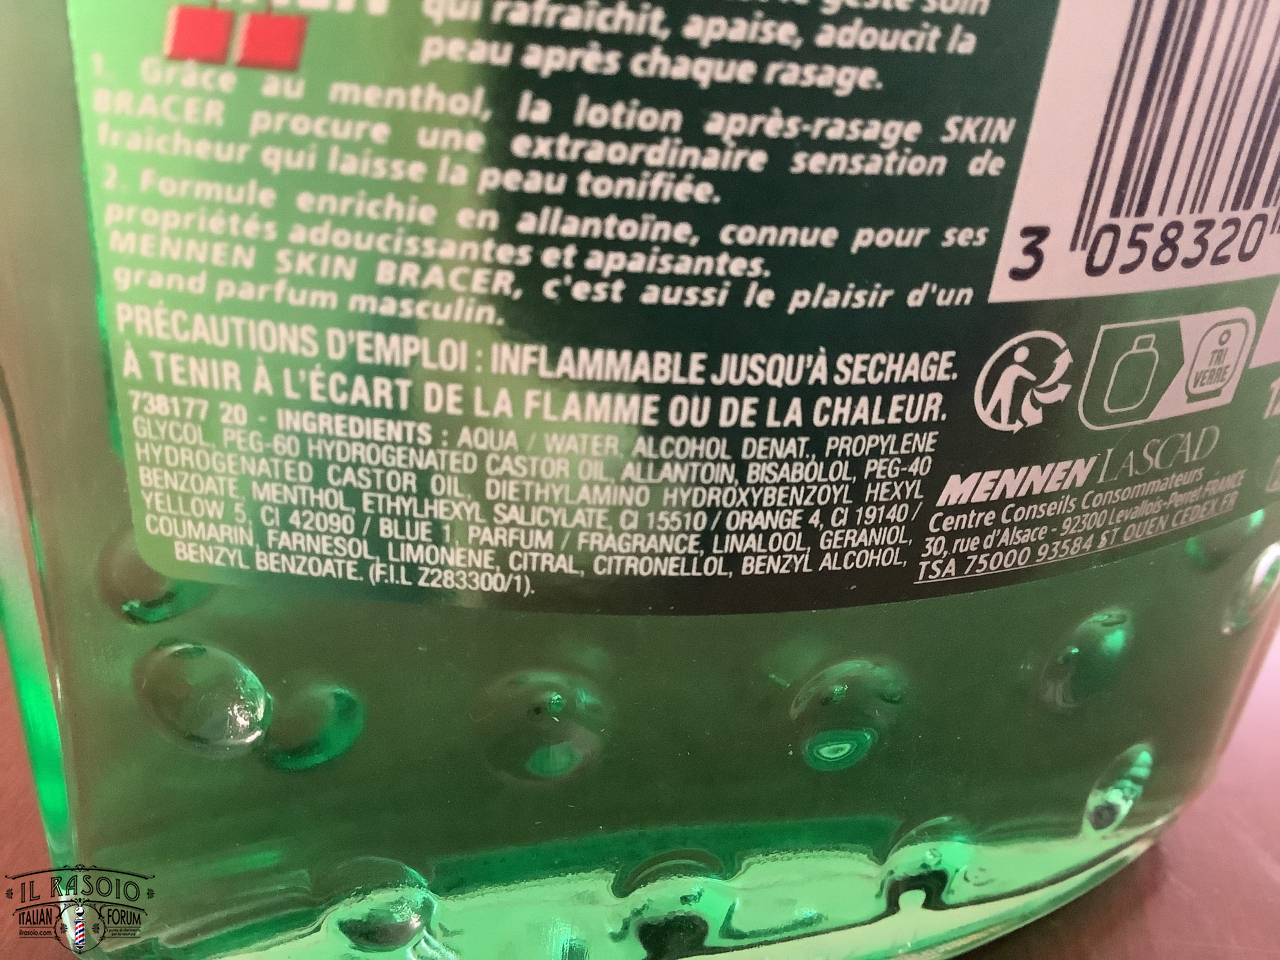 geste soin
qui rafraîchit, apaise, adoucit la
peau après chaque rasage.
1. Grâce au menthol, la lotion après-rasage SKIN
BRACER procure une extraordinaire sensation de
fraîcheur qui laisse la peau tonifiée.
2. Formule enrichie en allantoïne, connue pour ses
propriétés adoucissantes et apaisantes.
MENNEN SKIN BRACER, c'est aussi le plaisir d'un
grand parfum masculin.
PRÉCAUTIONS D'EMPLOI : INFLAMMABLE JUSQU'À SECHAGE.
À TENIR À L'ÉCART DE LA FLAMME OU DE LA CHALEUR.
738177 20 - INGREDIENTS : AQUA / WATER, ALCOHOL DENAT., PROPYLENE
GLYCOL, PEG-60 HYDROGENATED CASTOR OIL, ALLANTOIN, BISABOLOL, PEG-40
HYDROGENATED CASTOR OIL, DIETHYLAMINO HYDROXYBENZOYL HEXYL
BENZOATE, MENTHOL, ETHYLHEXYL SALICYLATE, CI 15510 / ORANGE 4, CI 19140 /
YELLOW 5, CI 42090 / BLUE 1, PARFUM / FRAGRANCE, LINALOOL, GERANIOL,
COUMARIN, FARNESOL, LIMONENE, CITRAL, CITRONELLOL, BENZYL ALCOHOL,
BENZYL BENZOATE. (F.I.L Z283300/1).
3 058320
TRI
VERRE
MENNEN LASCAD
Centre Conseils Consommateurs
30, rue d'Alsace - 92300 Levallois-Perret FRANCE
TSA 75000 93584 ST OUEN CEDEX FR
IL RASOIO
ITALIAN FORUM
ilrasoio.com